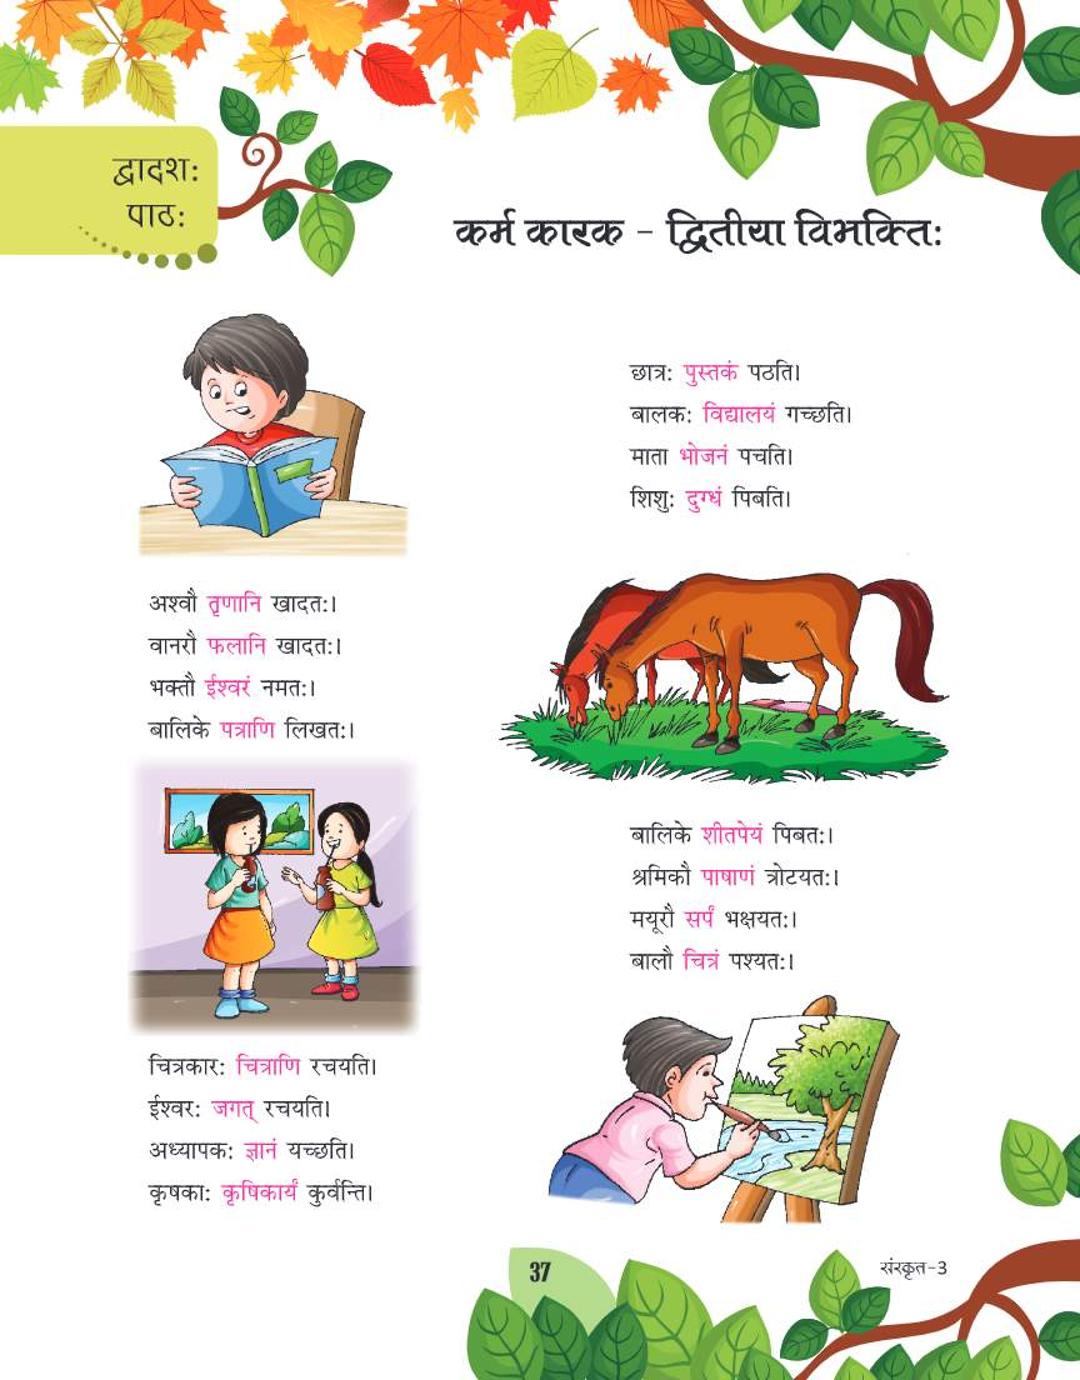 द्वादश:
पाठ:
कर्म कारक - द्वितीया विभक्ति:
छात्र: पुस्तकं पठति।
बालक: विद्यालयं गच्छति।
माता भोजनं पचति।
शिशु: दुग्धं पिबति।
अश्वौ तृणानि खादत:।
वानरौ फलानि खादत:।
भक्तौ ईश्वरं नमत:।
बालिके पत्राणि लिखत:।
बालिके शीतपेयं पिबत:।
श्रमिकौ पाषाणं त्रोटयत:।
मयूरौ सर्पं भक्षयत:।
बालौ चित्रं पश्यत:।
चित्रकार: चित्राणि रचयति।
ईश्वर: जगत् रचयति।
अध्यापक: ज्ञानं यच्छति।
कृषका: कृषिकार्यं कुर्वन्ति।
37
संस्कृत-3